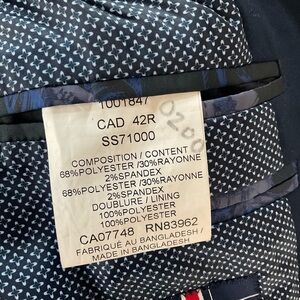 1001847
0200
CAD 42R
SS71000
COMPOSITION / CONTENT
68%POLYESTER /30%RAYONNE
2%SPANDEX
68%POLYESTER /30%RAYONNE
2%SPANDEX
DOUBLURE / LINING
100%POLYESTER
100%POLYESTER
CA07748 RN83962
FABRIQUÉ AU BANGLADESH /
MADE IN BANGLADESH